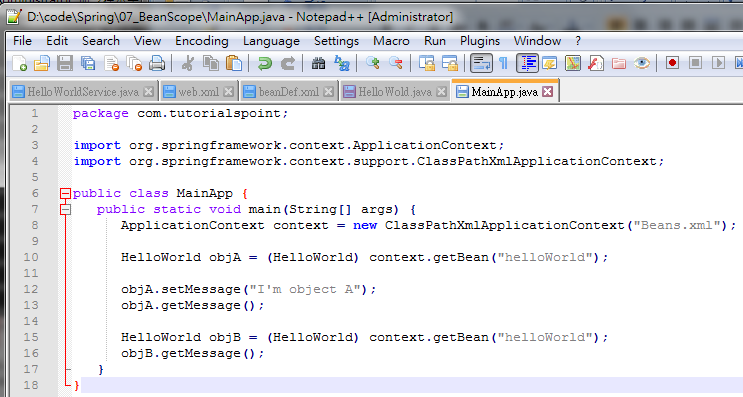 D:\code\Spring\07_BeanScope\MainApp.java - Notepad++ [Administrator]
File Edit Search View Encoding Language Settings Macro Run Plugins Window ?
HelloWorldService.java web.xml beanDef.xml HelloWold.java MainApp.java
1 package com.tutorialspoint;
2
3 import org.springframework.context.ApplicationContext;
4 import org.springframework.context.support.ClassPathXmlApplicationContext;
5
6 public class MainApp {
7 public static void main(String[] args) {
8 ApplicationContext context = new ClassPathXmlApplicationContext("Beans.xml");
9
10 HelloWorld objA = (HelloWorld) context.getBean("helloWorld");
11
12 objA.setMessage("I'm object A");
13 objA.getMessage();
14
15 HelloWorld objB = (HelloWorld) context.getBean("helloWorld");
16 objB.getMessage();
17 }
18 }